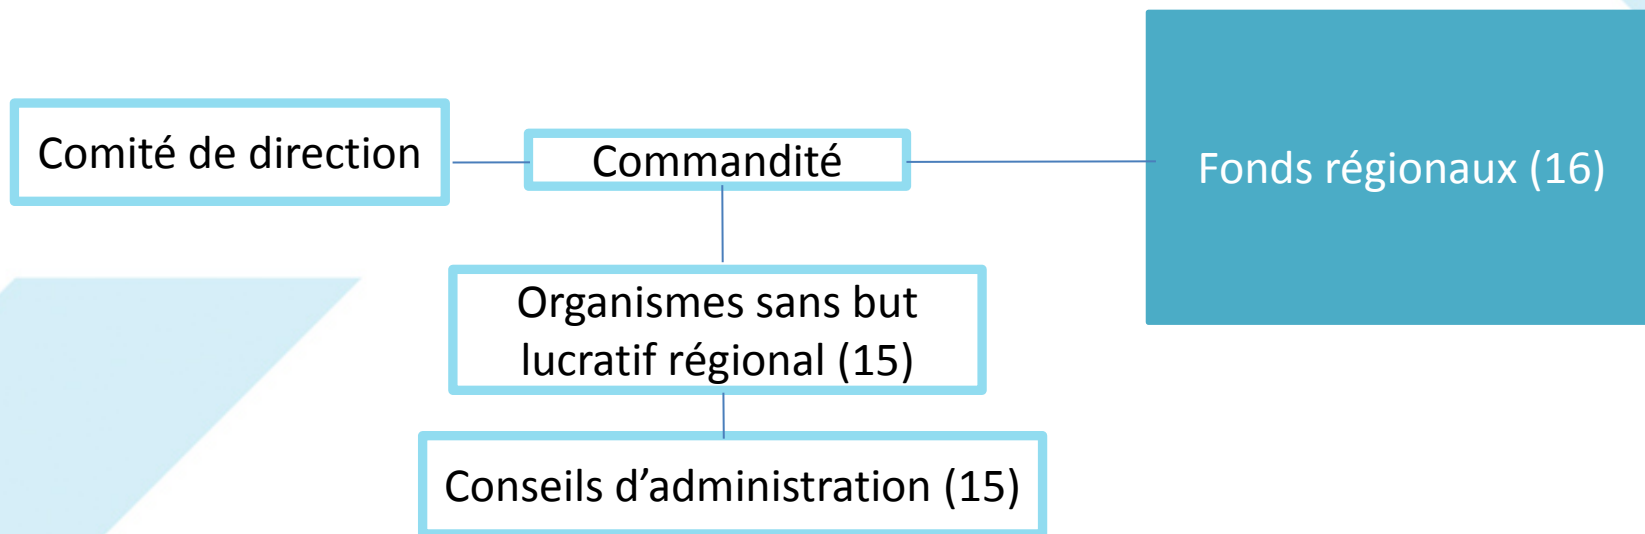 Comité de direction
Commandité
Fonds régionaux (16)
Organismes sans but
lucratif régional (15)
Conseils d’administration (15)